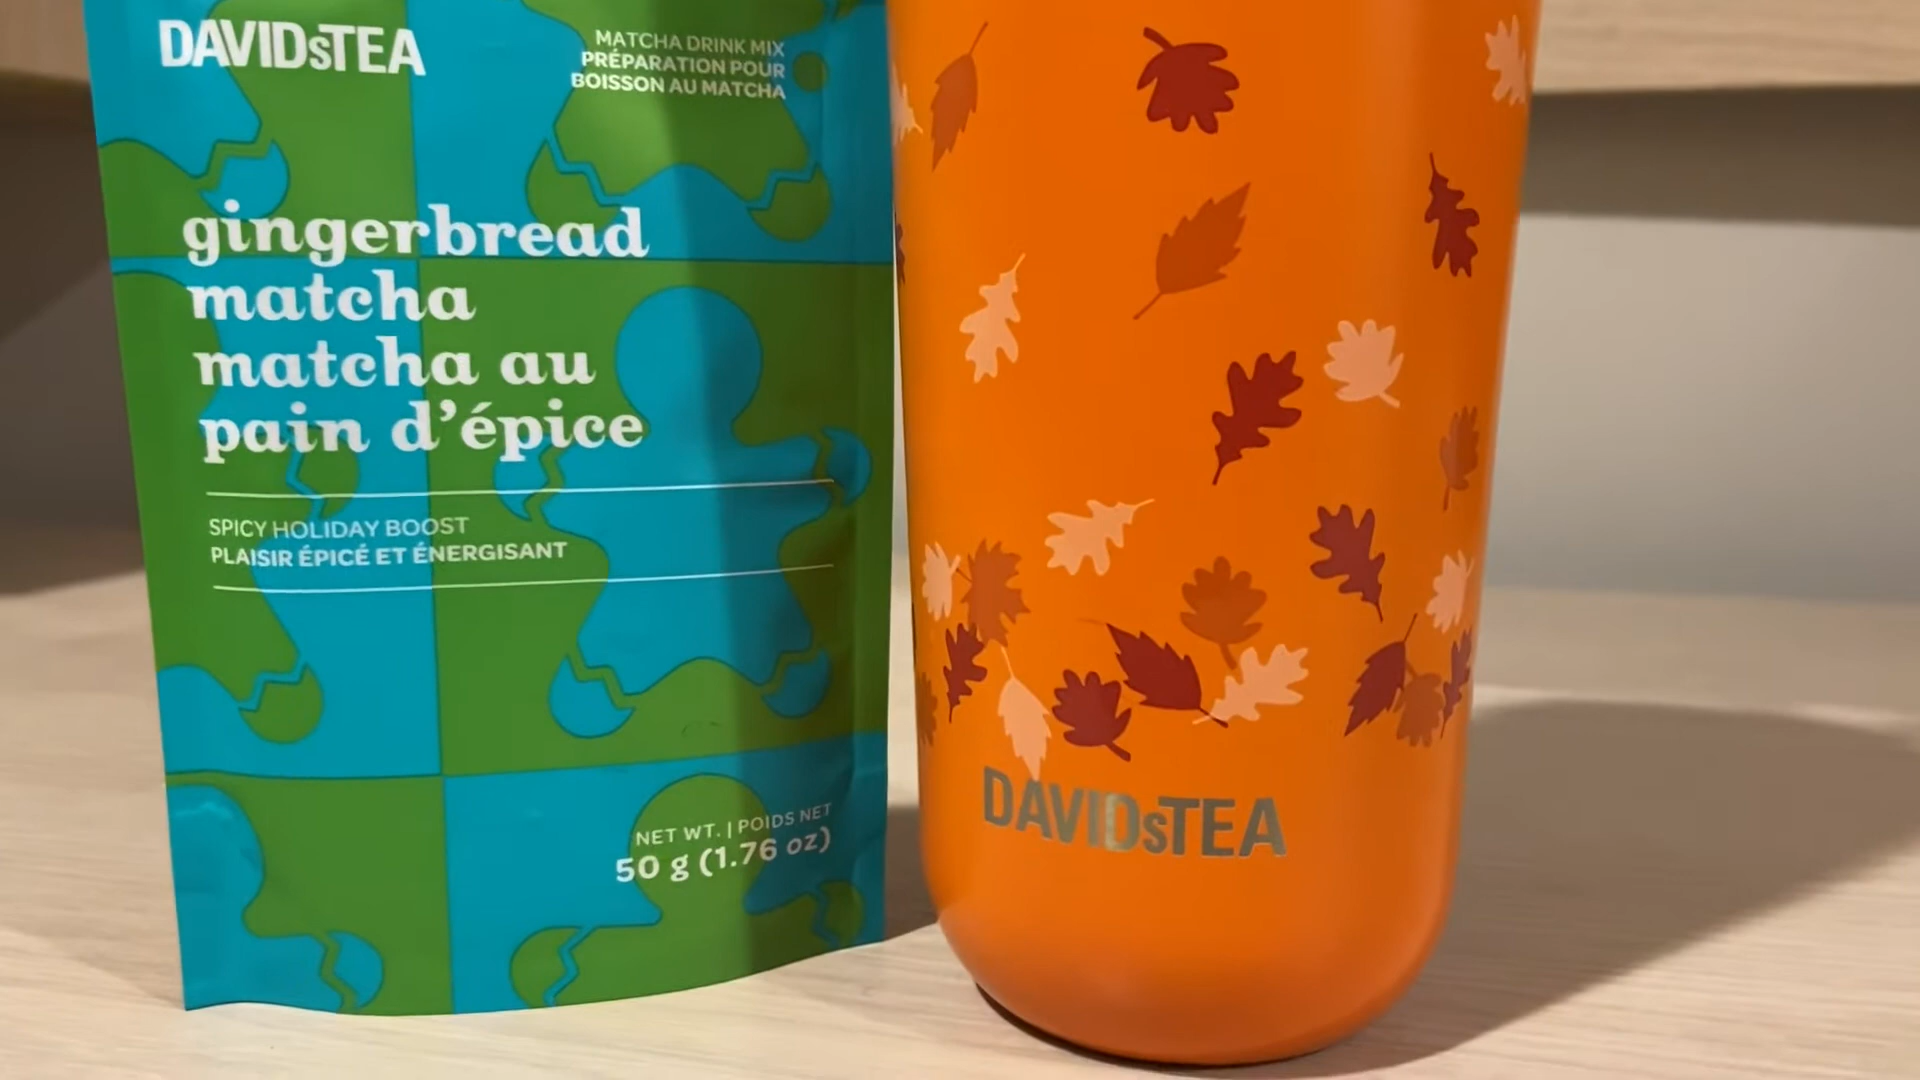 DAVIDsTEA
MATCHA DRINK MIX
PRÉPARATION POUR
BOISSON AU MATCHA
gingerbread
matcha
matcha au
pain d'épice
SPICY HOLIDAY BOOST
PLAISIR ÉPICÉ ET ÉNERGISANT
NET WT. | POIDS NET
50 g (1.76 oz)
DAVIDsTEA